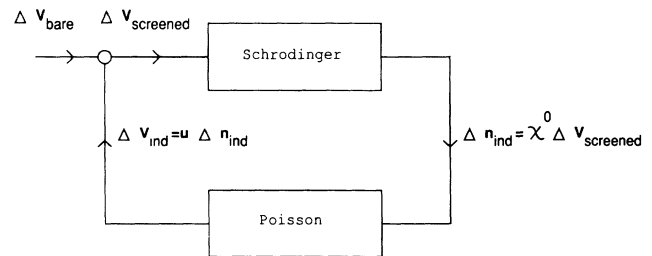 Δ V_bare Δ V_screened
Schrodinger
Δ V_ind = u Δ n_ind
Δ n_ind = χ^0 Δ V_screened
Poisson